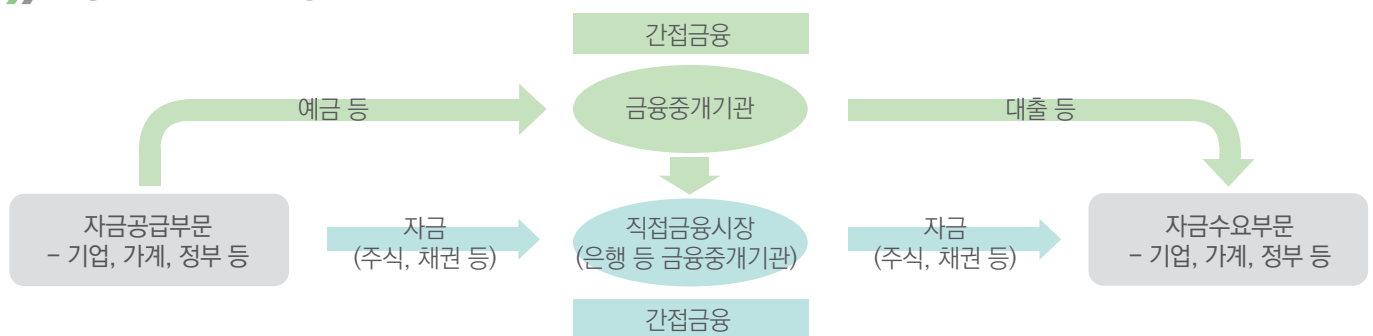 간접금융
예금 등
금융중개기관
대출 등
자금공급부문
- 기업, 가계, 정부 등
자금
(주식, 채권 등)
직접금융시장
(은행 등 금융중개기관)
자금
(주식, 채권 등)
자금수요부문
- 기업, 가계, 정부 등
간접금융